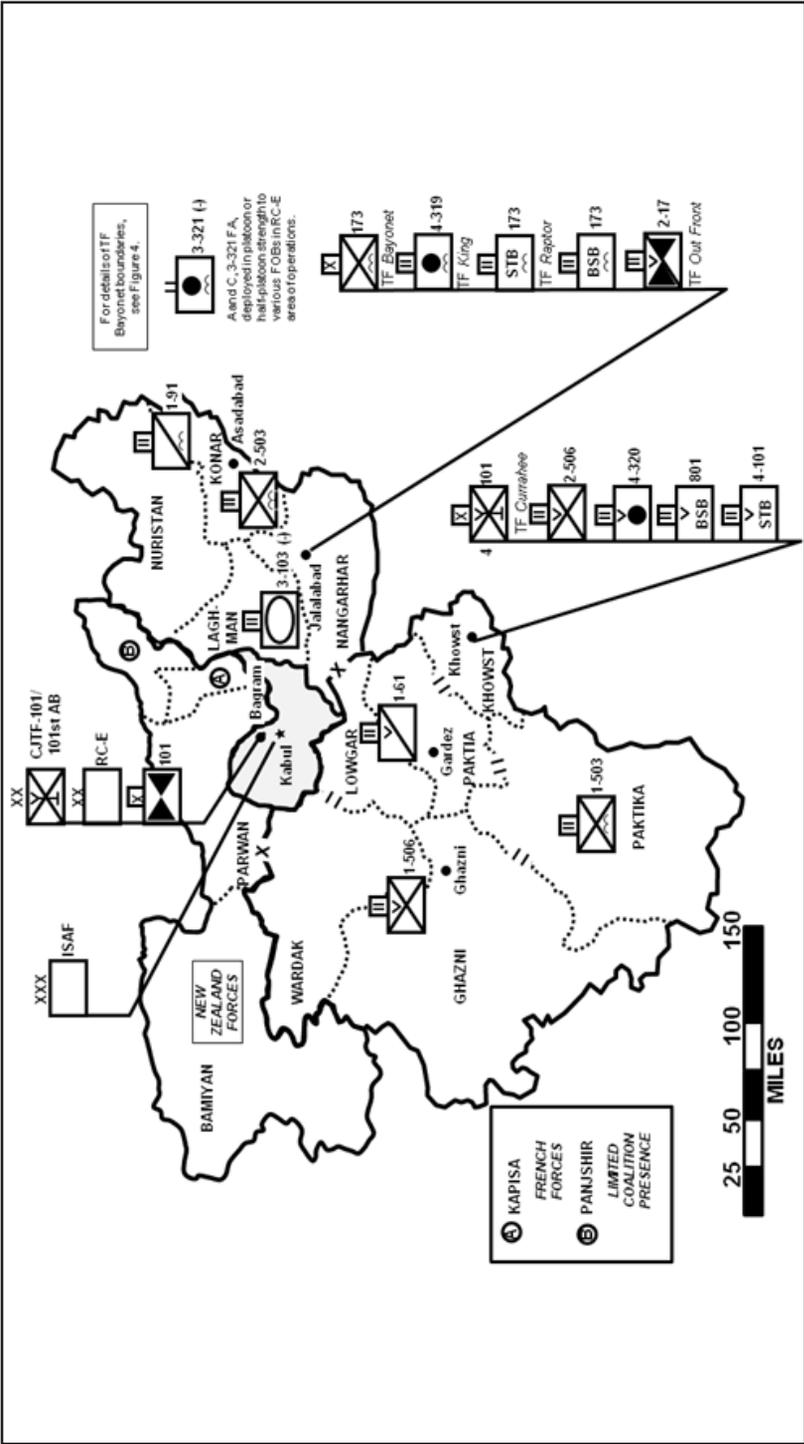 XXX
ISAF
XX
CJTF-101/
101st AB
XX
RC-E
X
101
For details of TF
Bayonet boundaries,
see Figure 4.
3-321 (-)
A and C, 3-321 FA,
deployed in platoon or
half-platoon strength to
various FOBs in RC-E
area of operations.
BAMIYAN
NEW
ZEALAND
FORCES
PARWAN
X
Bagram
Kabul
A
B
LAGH-
MAN
NURISTAN
1-91
KONAR
Asadabad
2-503
3-103 (-)
Jalalabad
NANGARHAR
X
X
173
TF Bayonet
4-319
TF King
STB
173
TF Raptor
BSB
173
V
2-17
TF Out Front
WARDAK
LOWGAR
V
1-61
V
1-506
Ghazni
GHAZNI
Gardez
PAKTIA
Khowst
KHOWST
1-503
PAKTIKA
X
4
101
TF Currahee
V
2-506
V
4-320
V
BSB
801
V
STB
4-101
A KAPISA
FRENCH
FORCES
B PANJSHIR
LIMITED
COALITION
PRESENCE
25 50 100 150
MILES